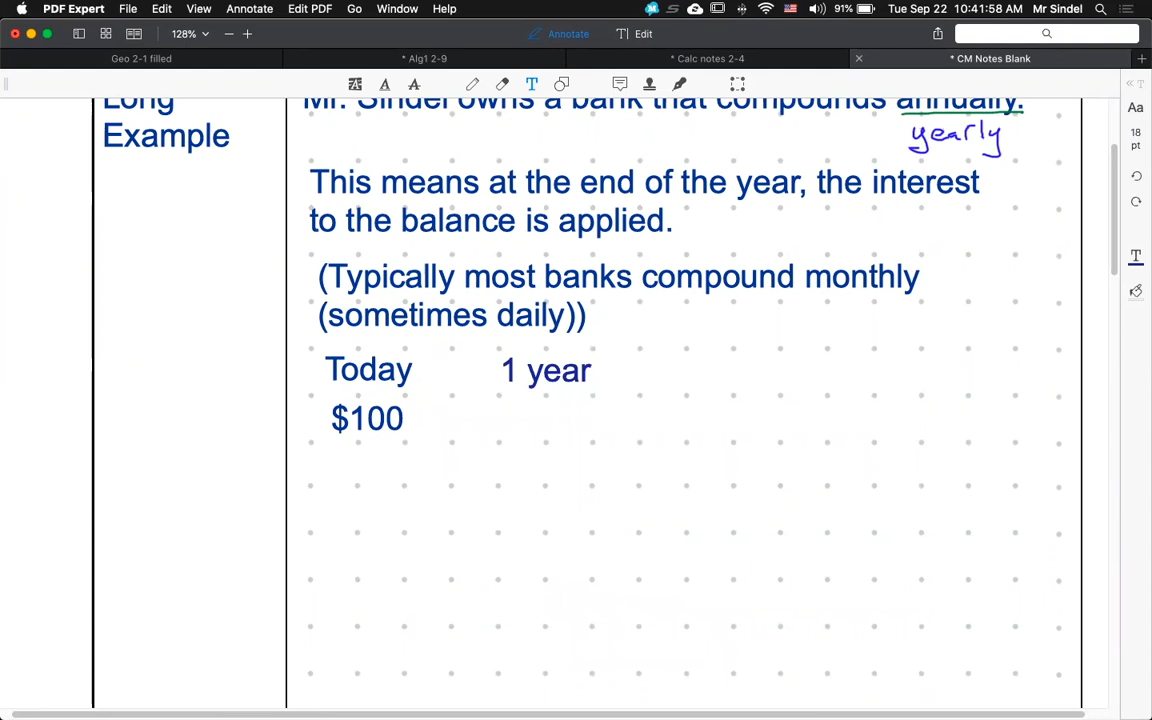 PDF Expert File Edit View Annotate Edit PDF Go Window Help 91% Tue Sep 22 10:41:58 AM Mr Sindel
128% Annotate Edit
Geo 2-1 filled * Alg1 2-9 * Calc notes 2-4 * CM Notes Blank
Long
Example
Mr. Sindel owns a bank that compounds annually.
yearly
This means at the end of the year, the interest
to the balance is applied.
(Typically most banks compound monthly
(sometimes daily))
Today 1 year
$100
Aa
18
pt